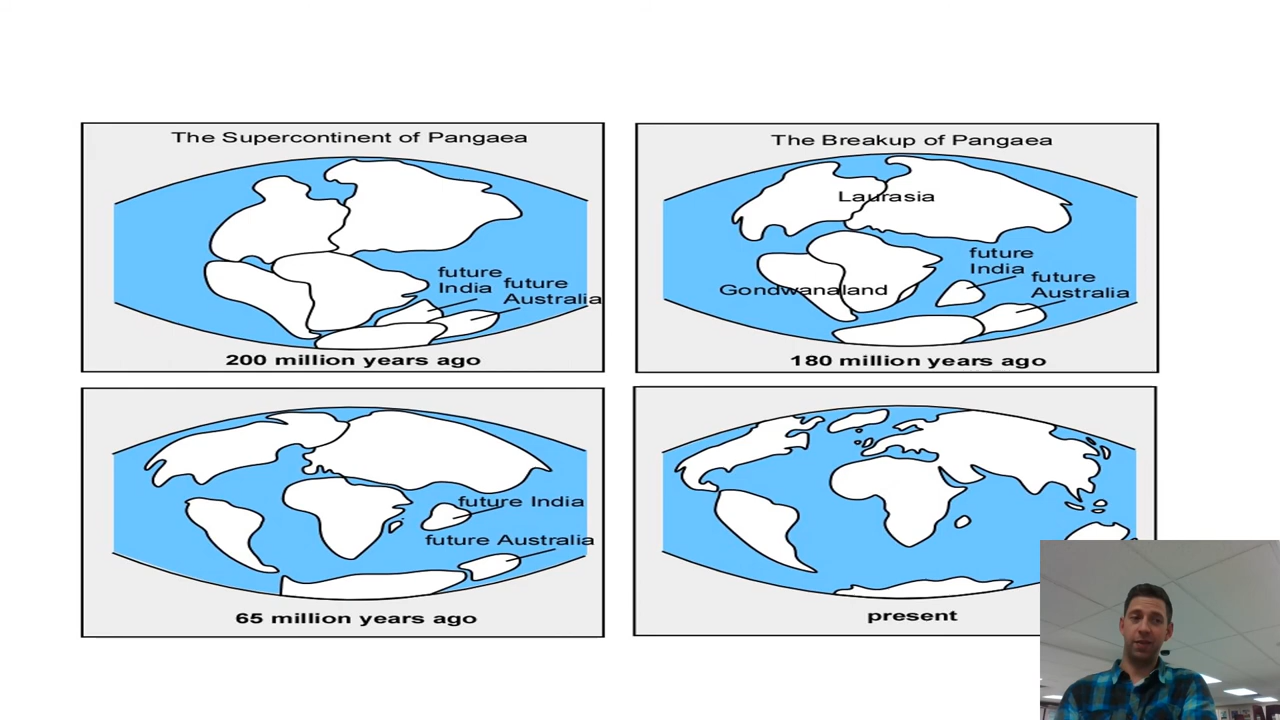 The Supercontinent of Pangaea
future
India
future
Australia
200 million years ago
The Breakup of Pangaea
Laurasia
future
India
future
Australia
Gondwanaland
180 million years ago
future India
future Australia
65 million years ago
present